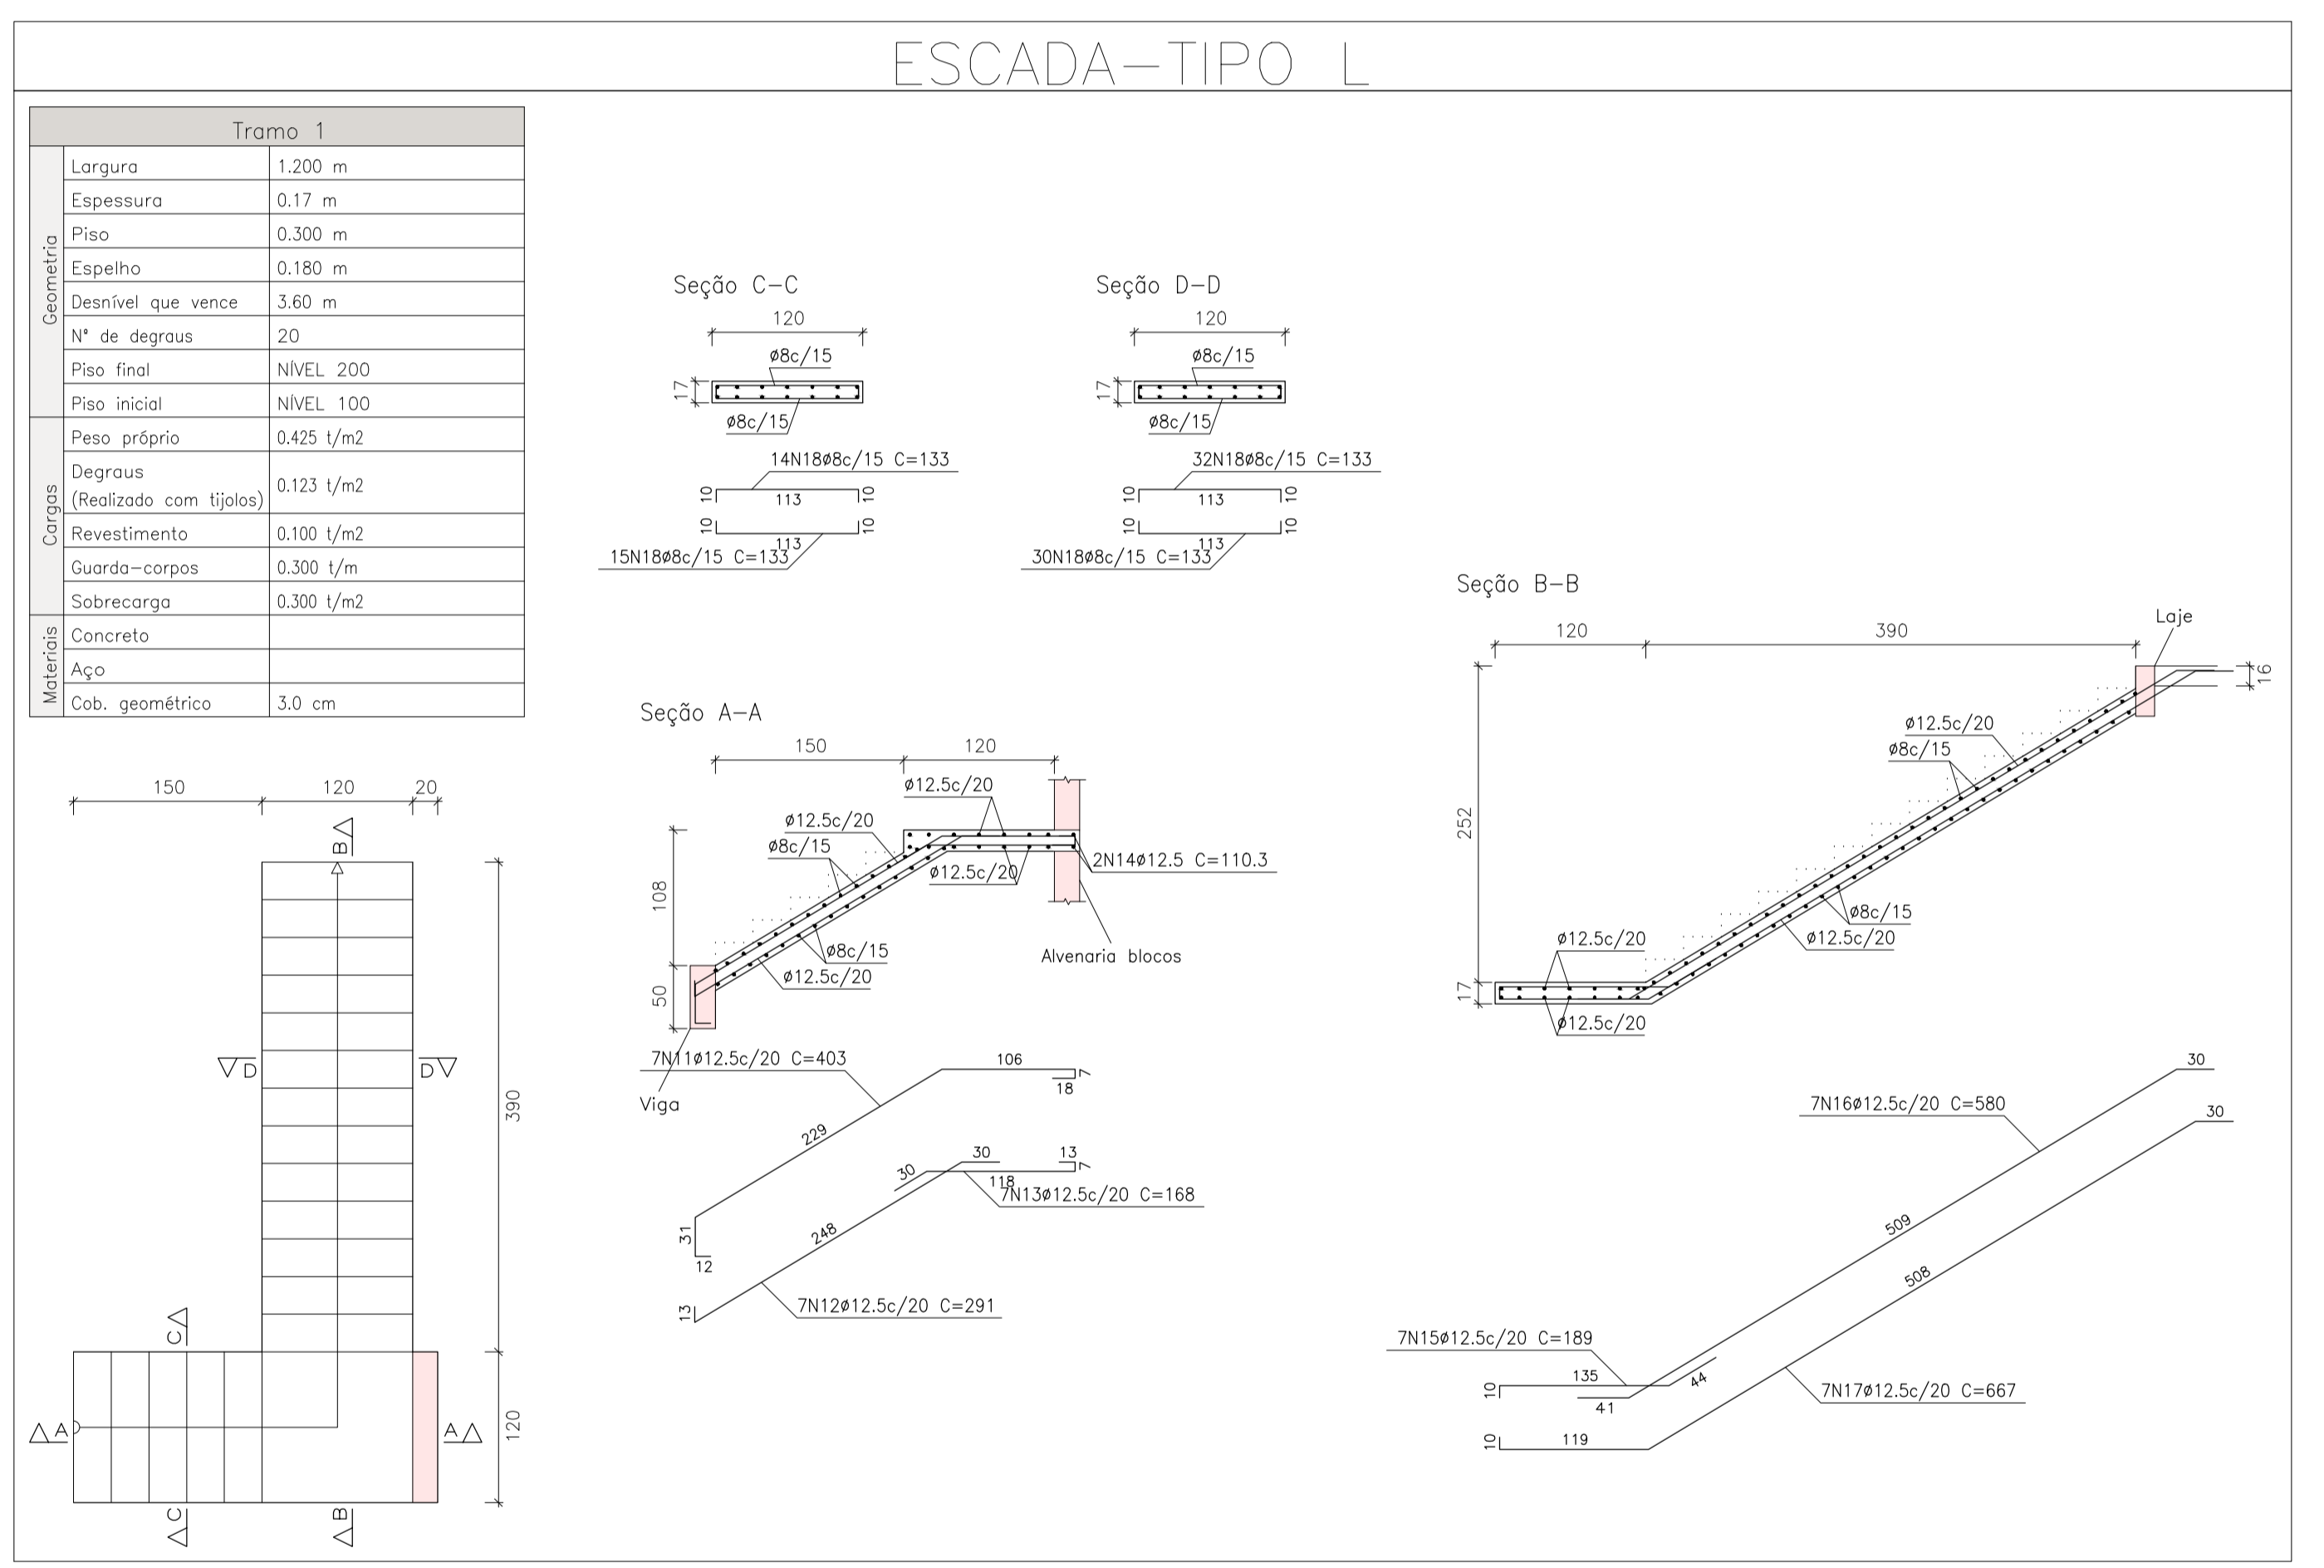 ESCADA-TIPO L
Tramo 1
Geometria
Largura 1.200 m
Espessura 0.17 m
Piso 0.300 m
Espelho 0.180 m
Desnível que vence 3.60 m
N° de degraus 20
Piso final NÍVEL 200
Piso inicial NÍVEL 100
Cargas
Peso próprio 0.425 t/m2
Degraus
(Realizado com tijolos) 0.123 t/m2
Revestimento 0.100 t/m2
Guarda-corpos 0.300 t/m
Sobrecarga 0.300 t/m2
Materiais
Concreto
Aço
Cob. geométrico 3.0 cm
150 120 20
B
D D
390
C
A A
120
C B
Seção C-C
120
ø8c/15
17
ø8c/15
14N18ø8c/15 C=133
10 113 10
10 113 10
15N18ø8c/15 C=133
Seção D-D
120
ø8c/15
17
ø8c/15
32N18ø8c/15 C=133
10 113 10
10 113 10
30N18ø8c/15 C=133
Seção A-A
150 120
ø12.5c/20
ø12.5c/20
ø8c/15
2N14ø12.5 C=110.3
ø12.5c/20
108
ø8c/15
Alvenaria blocos
ø12.5c/20
50
7N11ø12.5c/20 C=403
106
18 7
Viga
229
31
12
30 30 13 7
118
7N13ø12.5c/20 C=168
248
13
7N12ø12.5c/20 C=291
Seção B-B
Laje
120 390
16
ø12.5c/20
ø8c/15
252
ø8c/15
ø12.5c/20
ø12.5c/20
17
ø12.5c/20
30
7N16ø12.5c/20 C=580
30
509
508
7N15ø12.5c/20 C=189
135
10 44
41
7N17ø12.5c/20 C=667
10 119